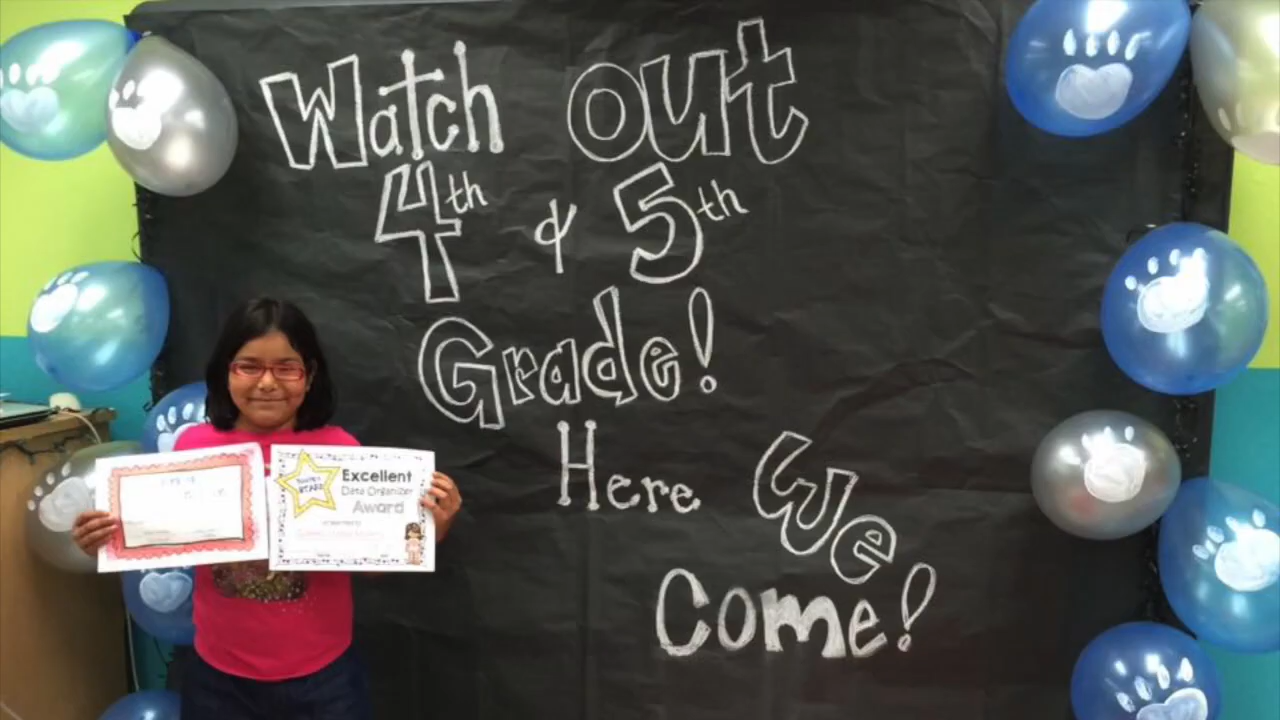 Watch out
4th & 5th
Grade!
Here We
Come!
Excellent
Data Organizer
Award